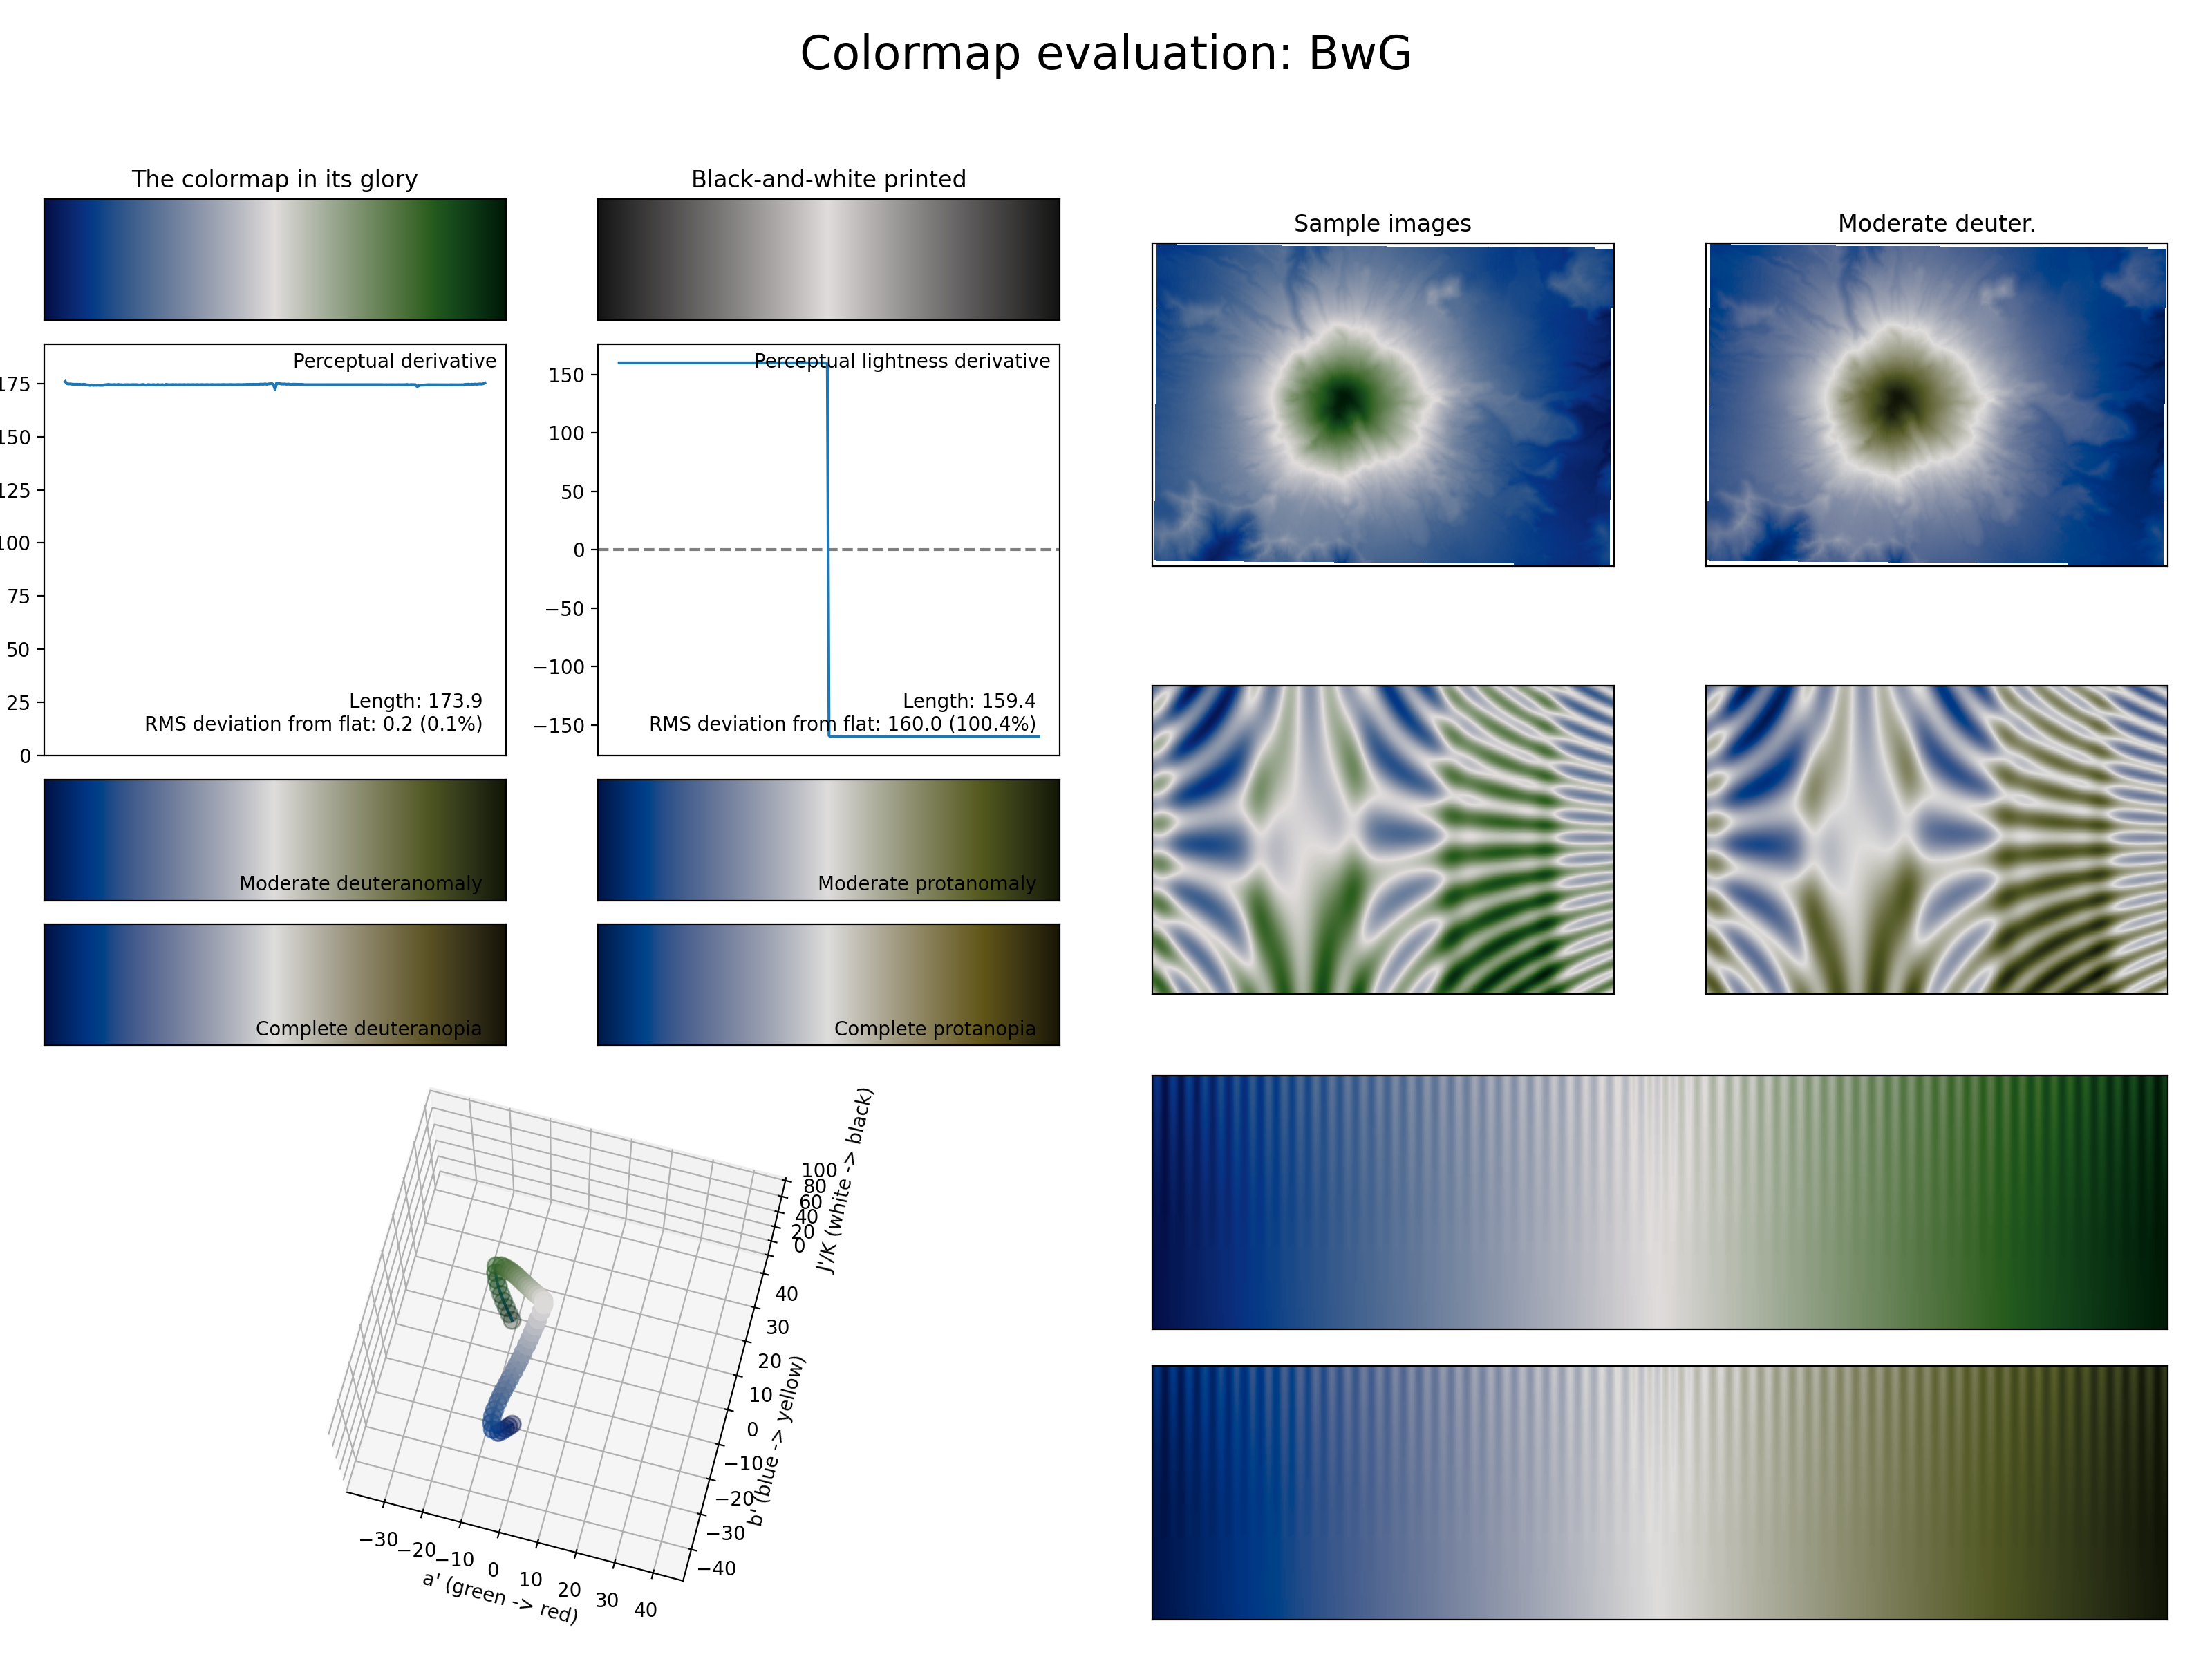 Colormap evaluation: BwG
The colormap in its glory
Black-and-white printed
Sample images
Moderate deuter.
Perceptual derivative
175
150
125
100
75
50
25
0
Length: 173.9
RMS deviation from flat: 0.2 (0.1%)
Perceptual lightness derivative
150
100
50
0
−50
−100
−150
Length: 159.4
RMS deviation from flat: 160.0 (100.4%)
Moderate deuteranomaly
Moderate protanomaly
Complete deuteranopia
Complete protanopia
100
80
60
40
20
0
J'/K (white -> black)
40
30
20
10
0
−10
−20
−30
−40
b' (blue -> yellow)
−30
−20
−10
0
10
20
30
40
a' (green -> red)